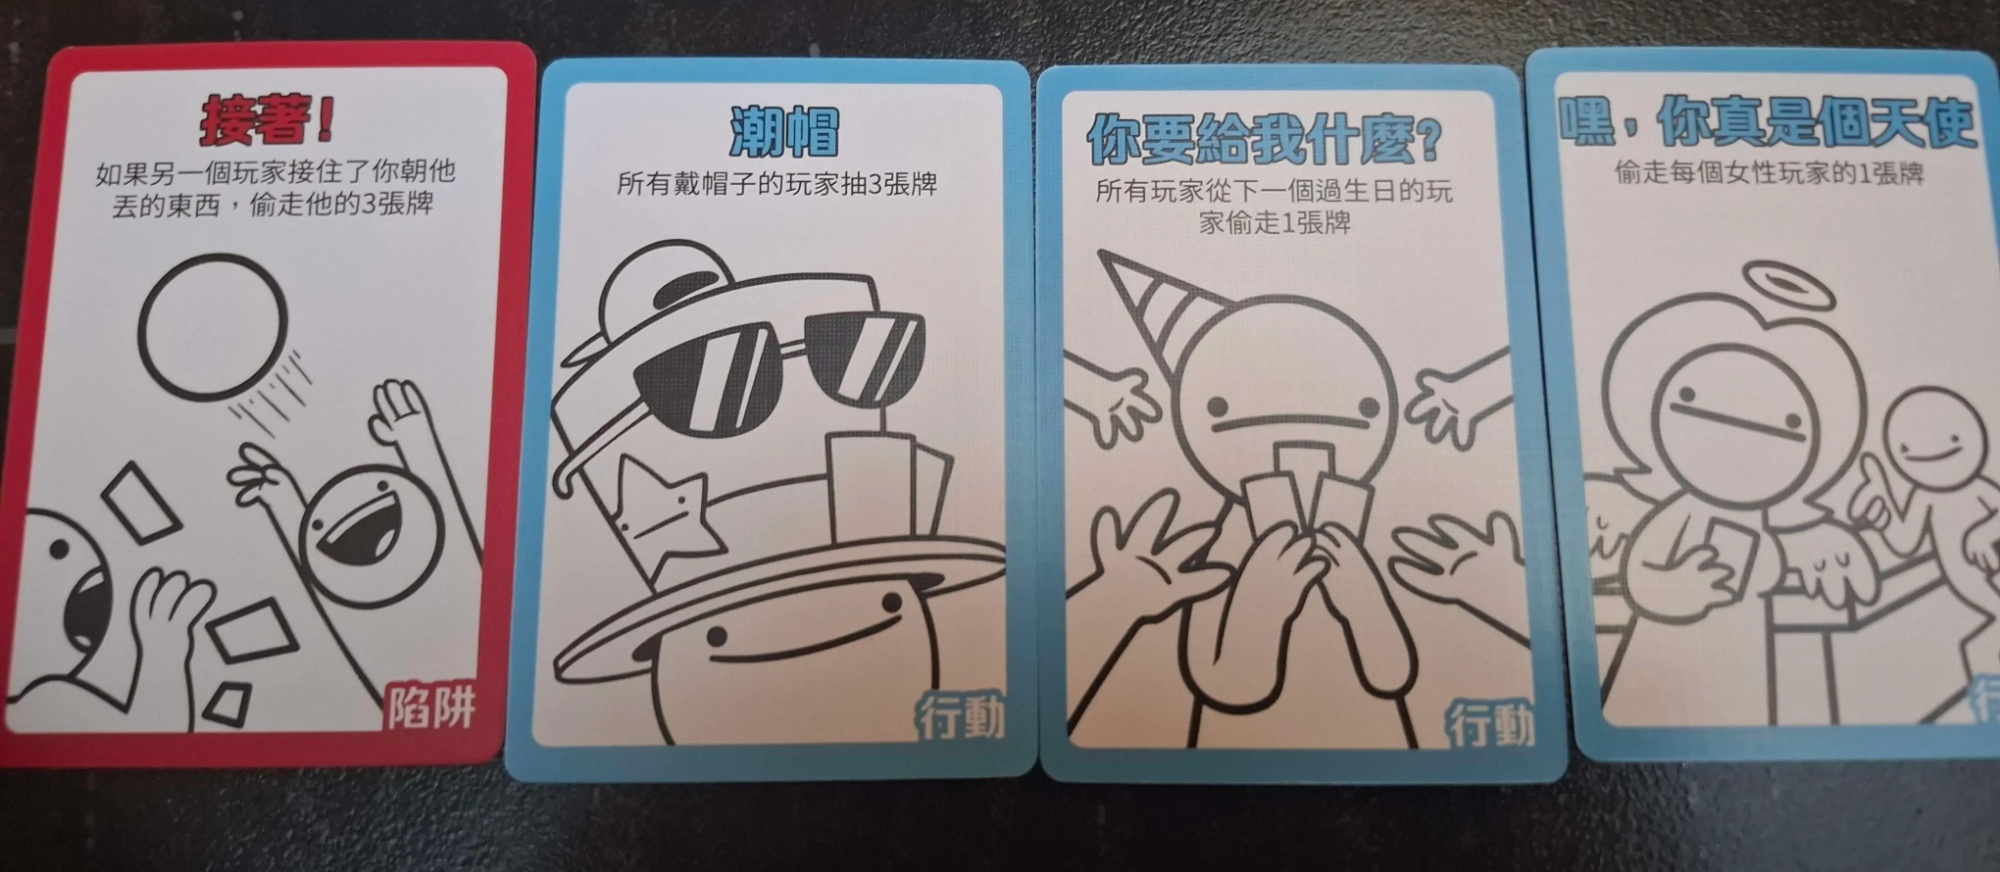 接著!
如果另一個玩家接住了你朝他
丟的東西，偷走他的3張牌
陷阱
潮帽
所有戴帽子的玩家抽3張牌
行動
你要給我什麼?
所有玩家從下一個過生日的玩
家偷走1張牌
行動
嘿，你真是個天使
偷走每個女性玩家的1張牌
行